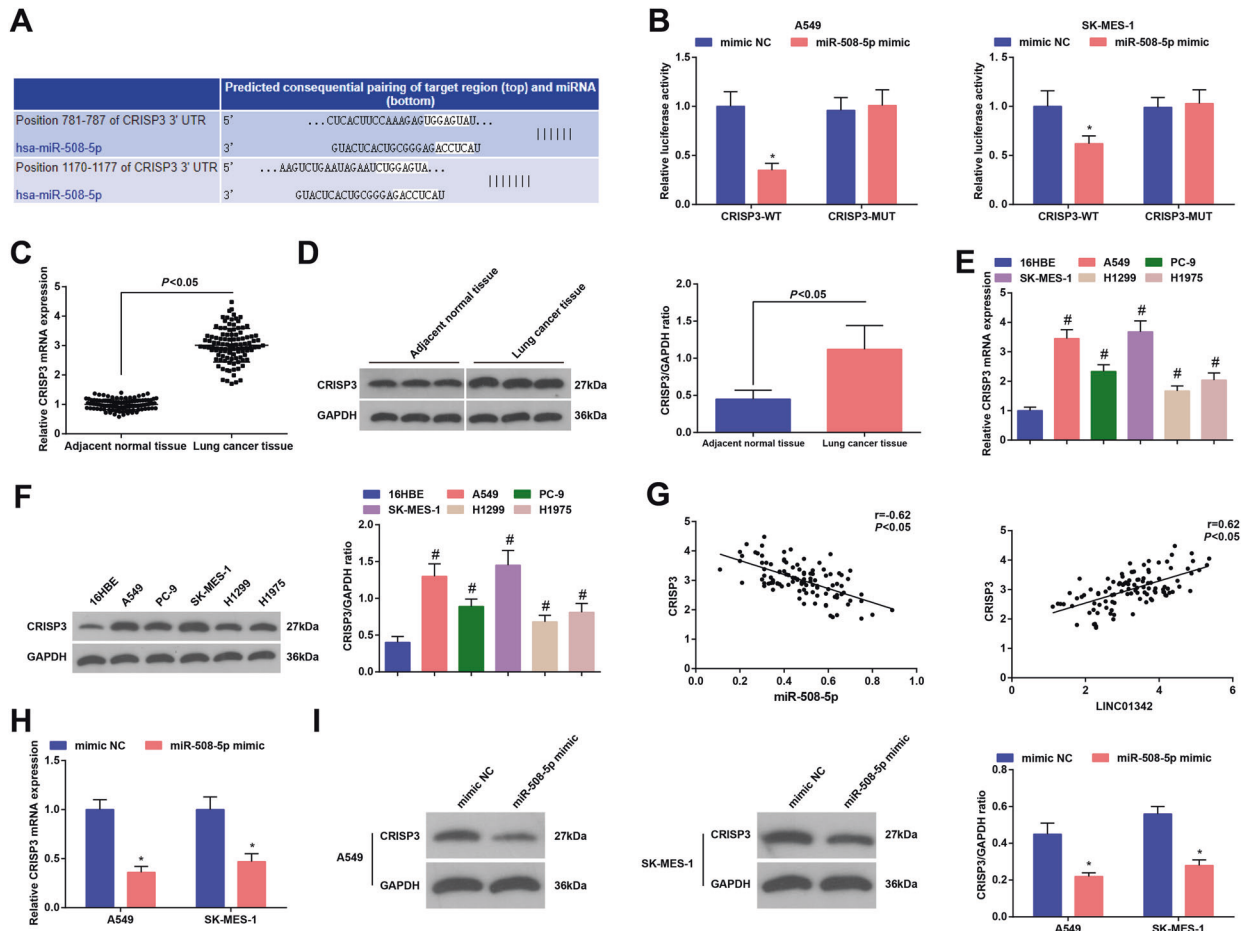 A
Predicted consequential pairing of target region (top) and miRNA
(bottom)
Position 781-787 of CRISP3 3' UTR
5' ...CUCACUUCCAAAGAGUGGAGUAU...
hsa-miR-508-5p
3' GUACUCACUGCGGGAGACCUCAU
Position 1170-1177 of CRISP3 3' UTR
5' ...AAGUCUGAAUAGAAUCUGGAGUA...
hsa-miR-508-5p
3' GUACUCACUGCGGGAGACCUCAU
B
A549
mimic NC
miR-508-5p mimic
Relative luciferase activity
1.5
1.0
0.5
0.0
*
CRISP3-WT
CRISP3-MUT
SK-MES-1
mimic NC
miR-508-5p mimic
Relative luciferase activity
1.5
1.0
0.5
0.0
*
CRISP3-WT
CRISP3-MUT
C
Relative CRISP3 mRNA expression
5
4
3
2
1
0
P<0.05
Adjacent normal tissue
Lung cancer tissue
D
Adjacent normal tissue
Lung cancer tissue
CRISP3
27kDa
GAPDH
36kDa
CRISP3/GAPDH ratio
2.0
1.5
1.0
0.5
0.0
P<0.05
Adjacent normal tissue
Lung cancer tissue
E
16HBE
A549
PC-9
SK-MES-1
H1299
H1975
Relative CRISP3 mRNA expression
5
4
3
2
1
0
#
#
#
#
#
F
16HBE
A549
PC-9
SK-MES-1
H1299
H1975
CRISP3
27kDa
GAPDH
36kDa
16HBE
A549
PC-9
SK-MES-1
H1299
H1975
CRISP3/GAPDH ratio
2.0
1.5
1.0
0.5
0.0
#
#
#
#
#
G
r=-0.62
P<0.05
CRISP3
5
4
3
2
1
0
0.0
0.2
0.4
0.6
0.8
1.0
miR-508-5p
r=0.62
P<0.05
CRISP3
5
4
3
2
1
0
0
2
4
6
LINC01342
H
mimic NC
miR-508-5p mimic
Relative CRISP3 mRNA expression
1.5
1.0
0.5
0.0
*
*
A549
SK-MES-1
I
mimic NC
miR-508-5p mimic
A549
CRISP3
27kDa
GAPDH
36kDa
mimic NC
miR-508-5p mimic
SK-MES-1
CRISP3
27kDa
GAPDH
36kDa
mimic NC
miR-508-5p mimic
CRISP3/GAPDH ratio
0.8
0.6
0.4
0.2
0.0
*
*
A549
SK-MES-1